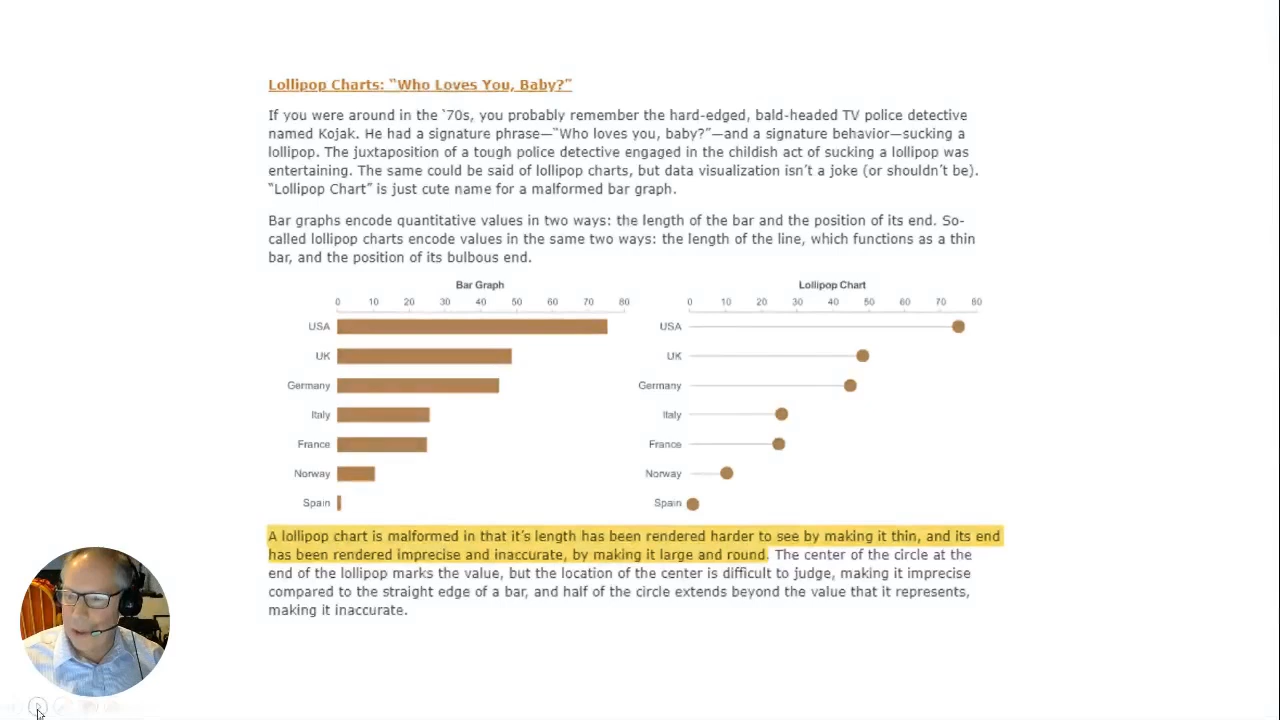 Lollipop Charts: “Who Loves You, Baby?”
If you were around in the ‘70s, you probably remember the hard-edged, bald-headed TV police detective
named Kojak. He had a signature phrase—“Who loves you, baby?”—and a signature behavior—sucking a
lollipop. The juxtaposition of a tough police detective engaged in the childish act of sucking a lollipop was
entertaining. The same could be said of lollipop charts, but data visualization isn’t a joke (or shouldn’t be).
“Lollipop Chart” is just cute name for a malformed bar graph.
Bar graphs encode quantitative values in two ways: the length of the bar and the position of its end. So-
called lollipop charts encode values in the same two ways: the length of the line, which functions as a thin
bar, and the position of its bulbous end.
Bar Graph
0 10 20 30 40 50 60 70 80
USA
UK
Germany
Italy
France
Norway
Spain
Lollipop Chart
0 10 20 30 40 50 60 70 80
USA
UK
Germany
Italy
France
Norway
Spain
A lollipop chart is malformed in that it’s length has been rendered harder to see by making it thin, and its end
has been rendered imprecise and inaccurate, by making it large and round. The center of the circle at the
end of the lollipop marks the value, but the location of the center is difficult to judge, making it imprecise
compared to the straight edge of a bar, and half of the circle extends beyond the value that it represents,
making it inaccurate.